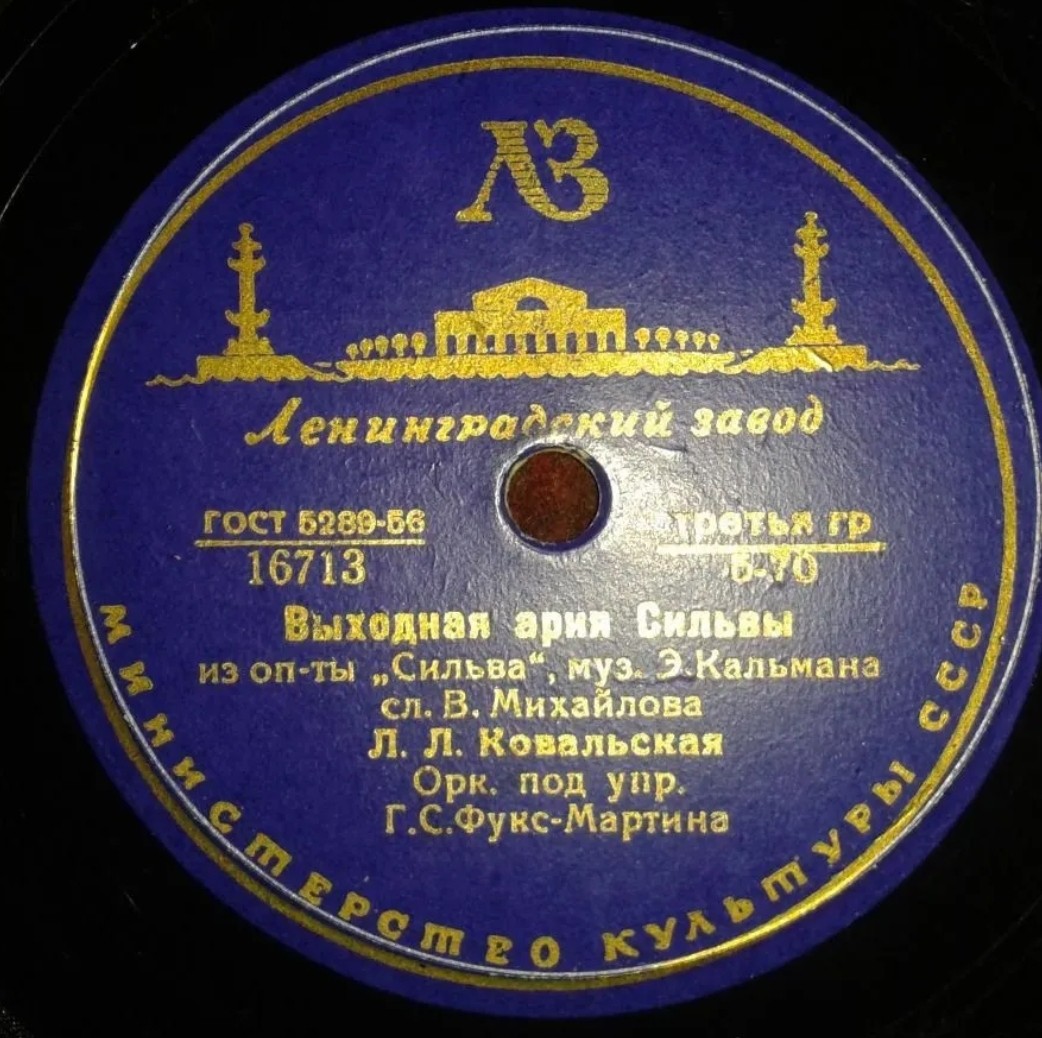 ЛЗ
Ленинградский завод
ГОСТ 5289-56
16713
третья гр
5-70
Выходная ария Сильвы
из оп-ты „Сильва“, муз. Э.Кальмана
сл. В. Михайлова
Л. Л. Ковальская
Орк. под упр.
Г.С.Фукс-Мартина
МИНИСТЕРСТВО КУЛЬТУРЫ СССР